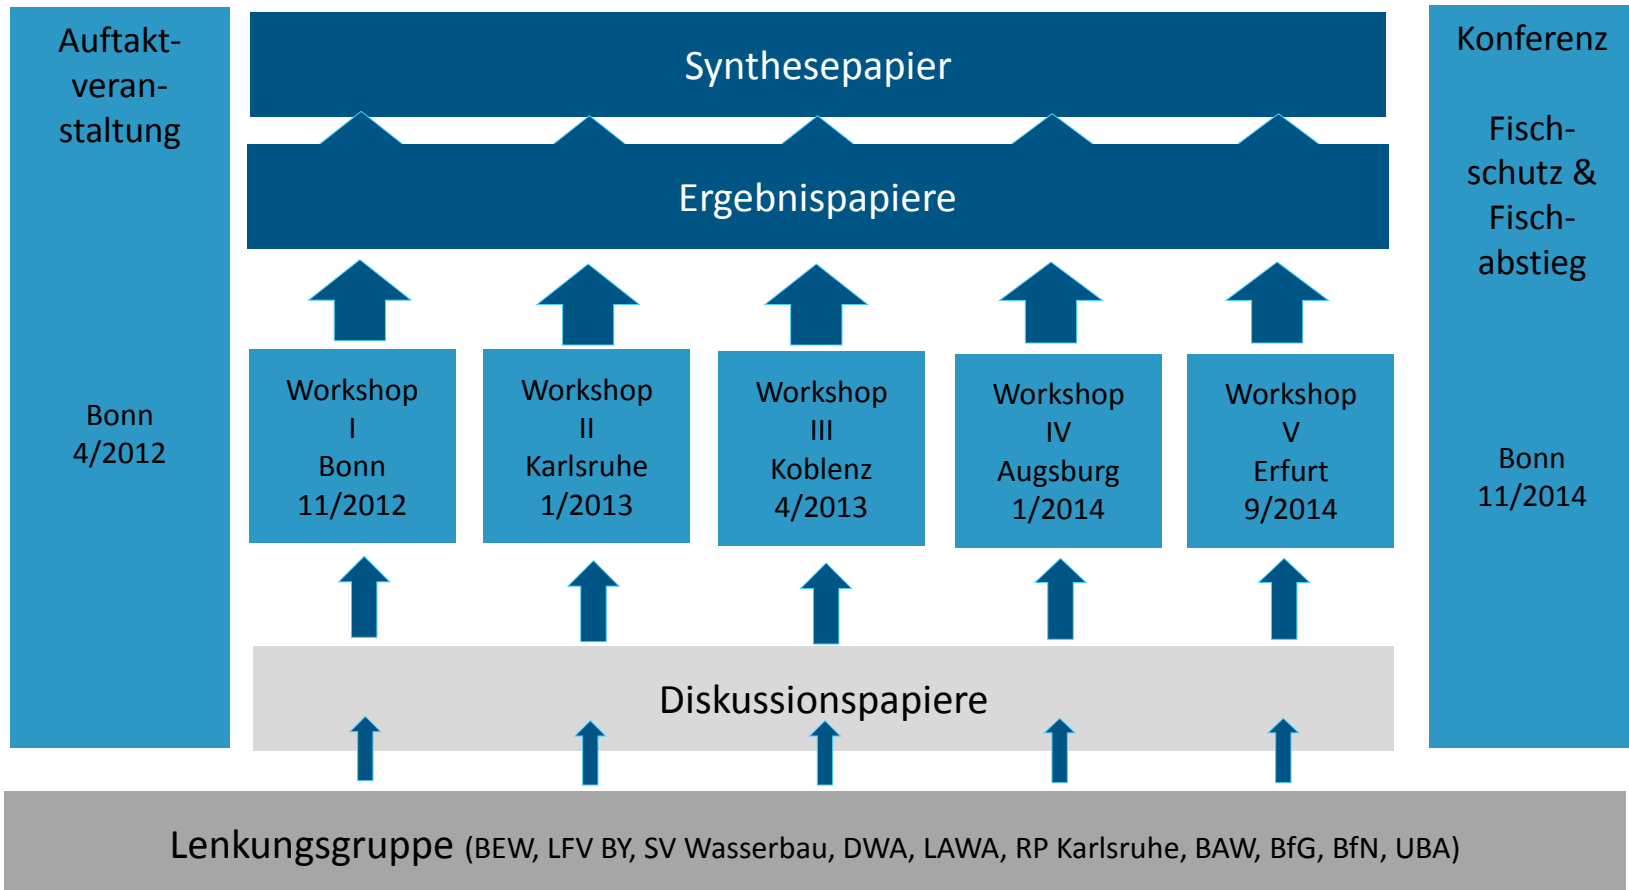 Auftakt-
veran-
staltung
Bonn
4/2012
Synthesepapier
Ergebnispapiere
Workshop
I
Bonn
11/2012
Workshop
II
Karlsruhe
1/2013
Workshop
III
Koblenz
4/2013
Workshop
IV
Augsburg
1/2014
Workshop
V
Erfurt
9/2014
Diskussionspapiere
Konferenz
Fisch-
schutz &
Fisch-
abstieg
Bonn
11/2014
Lenkungsgruppe (BEW, LFV BY, SV Wasserbau, DWA, LAWA, RP Karlsruhe, BAW, BfG, BfN, UBA)